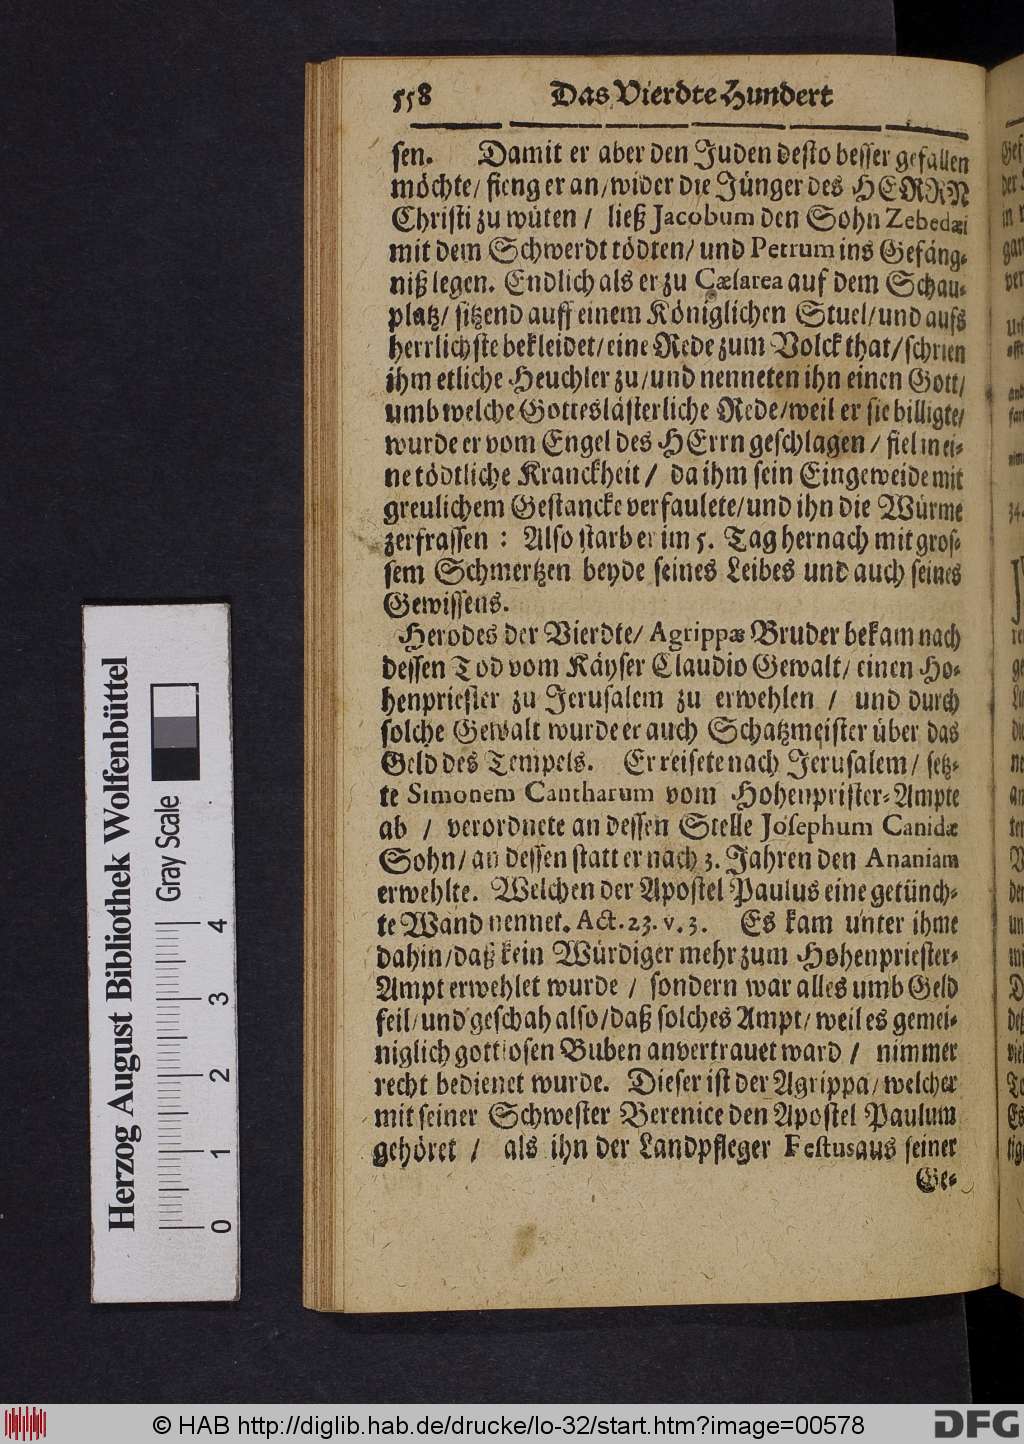 558 Das Vierdte Hundert
sen. Damit er aber den Juden desto besser gefallen
möchte/ fieng er an/ wider die Jünger des HERRN
Christi zu wüten / ließ Jacobum den Sohn Zebedæi
mit dem Schwerdt tödten/ und Petrum ins Gefäng-
niß legen. Endlich als er zu Cæsarea auf dem Schau-
platz/ sitzend auff einem Königlichen Stuel/ und aufs
herrlichste bekleidet/ eine Rede zum Volck that/ schrien
ihm etliche Heuchler zu/ und nenneten ihn einen Gott/
umb welche Gotteslästerliche Rede/ weil er sie billigte/
wurde er vom Engel des HErrn geschlagen / fiel in ei-
ne tödtliche Kranckheit / da ihm sein Eingeweide mit
greulichem Gestancke verfaulete/ und ihn die Würme
zerfrassen : Also starb er im 5. Tag hernach mit gros-
sem Schmertzen beyde seines Leibes und auch seines
Gewissens.
Herodes der Vierdte/ Agrippæ Bruder bekam nach
dessen Tod vom Käyser Claudio Gewalt/ einen Ho-
henpriester zu Jerusalem zu erwehlen / und durch
solche Gewalt wurde er auch Schatzmeister über das
Geld des Tempels. Er reisete nach Jerusalem/ setz-
te Simonem Cantharum vom Hohenprister-Ampte
ab / verordnete an dessen Stelle Josephum Canidæ
Sohn/ an dessen statt er nach 3. Jahren den Ananiam
erwehlte. Welchen der Apostel Paulus eine getünch-
te Wand nennet. Act. 23. v. 3. Es kam unter ihme
dahin/ daß kein Würdiger mehr zum Hohenpriester-
Ampt erwehlet wurde / sondern war alles umb Geld
feil/ und geschah also/ daß solches Ampt/ weil es gemei-
niglich gottlosen Buben anvertrauet ward / nimmer
recht bedienet wurde. Dieser ist der Agrippa/ welcher
mit seiner Schwester Berenice den Apostel Paulum
gehöret / als ihn der Landpfleger Festus aus seiner
Ge-
Herzog August Bibliothek Wolfenbüttel
Gray Scale
0 1 2 3 4
© HAB http://diglib.hab.de/drucke/lo-32/start.htm?image=00578
DFG